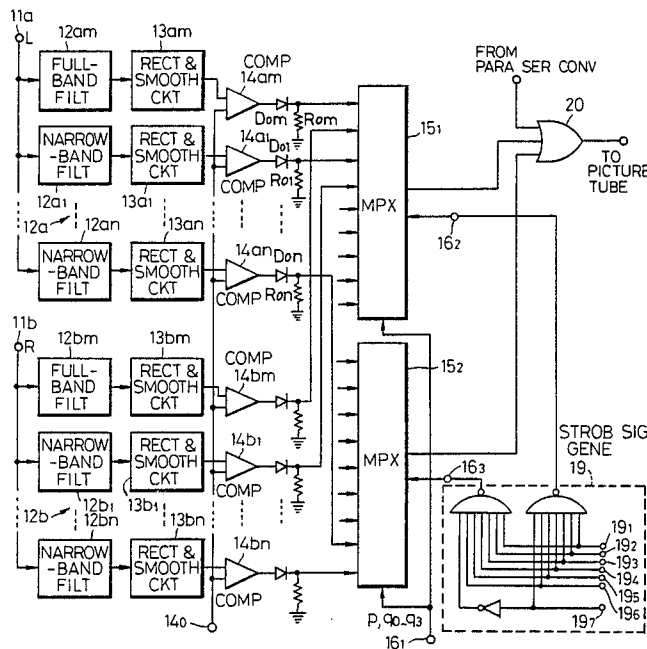 11a
L
12am
FULL-
BAND
FILT
13am
RECT &
SMOOTH
CKT
COMP
14am
Dom
Rom
NARROW
-BAND
FILT
12a1
RECT &
SMOOTH
CKT
13a1
14a1
COMP
Do1
Ro1
12a
12an
NARROW
-BAND
FILT
13an
RECT &
SMOOTH
CKT
14an
COMP
Don
Ron
MPX
151
162
FROM
PARA SER CONV
20
TO
PICTURE
TUBE
11b
R
12bm
FULL-
BAND
FILT
13bm
RECT &
SMOOTH
CKT
COMP
14bm
NARROW
-BAND
FILT
12b1
RECT &
SMOOTH
CKT
13b1
14b1
COMP
12b
12bn
NARROW
-BAND
FILT
13bn
RECT &
SMOOTH
CKT
14bn
COMP
140
MPX
152
163
p, q0-q3
161
STROB SIG
GENE
19
191
192
193
194
195
196
197